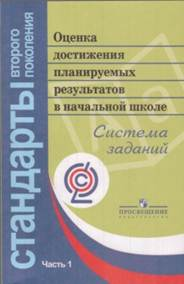 стандарты
второго
поколения
Оценка
достижения
планируемых
результатов
в начальной школе
Система
заданий
ПРОСВЕЩЕНИЕ
Часть 1